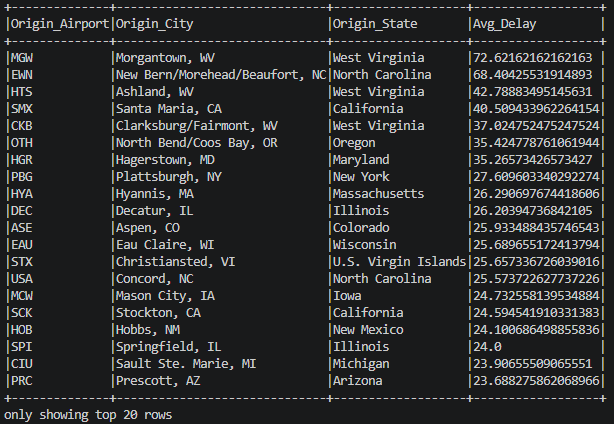 +--------------+----------------------------+-------------------+------------------+
|Origin_Airport|Origin_City                 |Origin_State       |Avg_Delay         |
+--------------+----------------------------+-------------------+------------------+
|MGW           |Morgantown, WV              |West Virginia      |72.62162162162163 |
|EWN           |New Bern/Morehead/Beaufort, NC|North Carolina     |68.40425531914893 |
|HTS           |Ashland, WV                 |West Virginia      |42.78883495145631 |
|SMX           |Santa Maria, CA             |California         |40.509433962264154|
|CKB           |Clarksburg/Fairmont, WV     |West Virginia      |37.024752475247524|
|OTH           |North Bend/Coos Bay, OR     |Oregon             |35.424778761061944|
|HGR           |Hagerstown, MD              |Maryland           |35.26573426573427 |
|PBG           |Plattsburgh, NY             |New York           |27.609603340292274|
|HYA           |Hyannis, MA                 |Massachusetts      |26.290697674418606|
|DEC           |Decatur, IL                 |Illinois           |26.20394736842105 |
|ASE           |Aspen, CO                   |Colorado           |25.933488435746543|
|EAU           |Eau Claire, WI              |Wisconsin          |25.689655172413794|
|STX           |Christiansted, VI           |U.S. Virgin Islands|25.657336726039016|
|USA           |Concord, NC                 |North Carolina     |25.573722627737226|
|MCW           |Mason City, IA              |Iowa               |24.732558139534884|
|SCK           |Stockton, CA                |California         |24.594541910331383|
|HOB           |Hobbs, NM                   |New Mexico         |24.100686498855836|
|SPI           |Springfield, IL             |Illinois           |24.0              |
|CIU           |Sault Ste. Marie, MI        |Michigan           |23.90655509065551 |
|PRC           |Prescott, AZ                |Arizona            |23.688275862068966|
+--------------+----------------------------+-------------------+------------------+
only showing top 20 rows